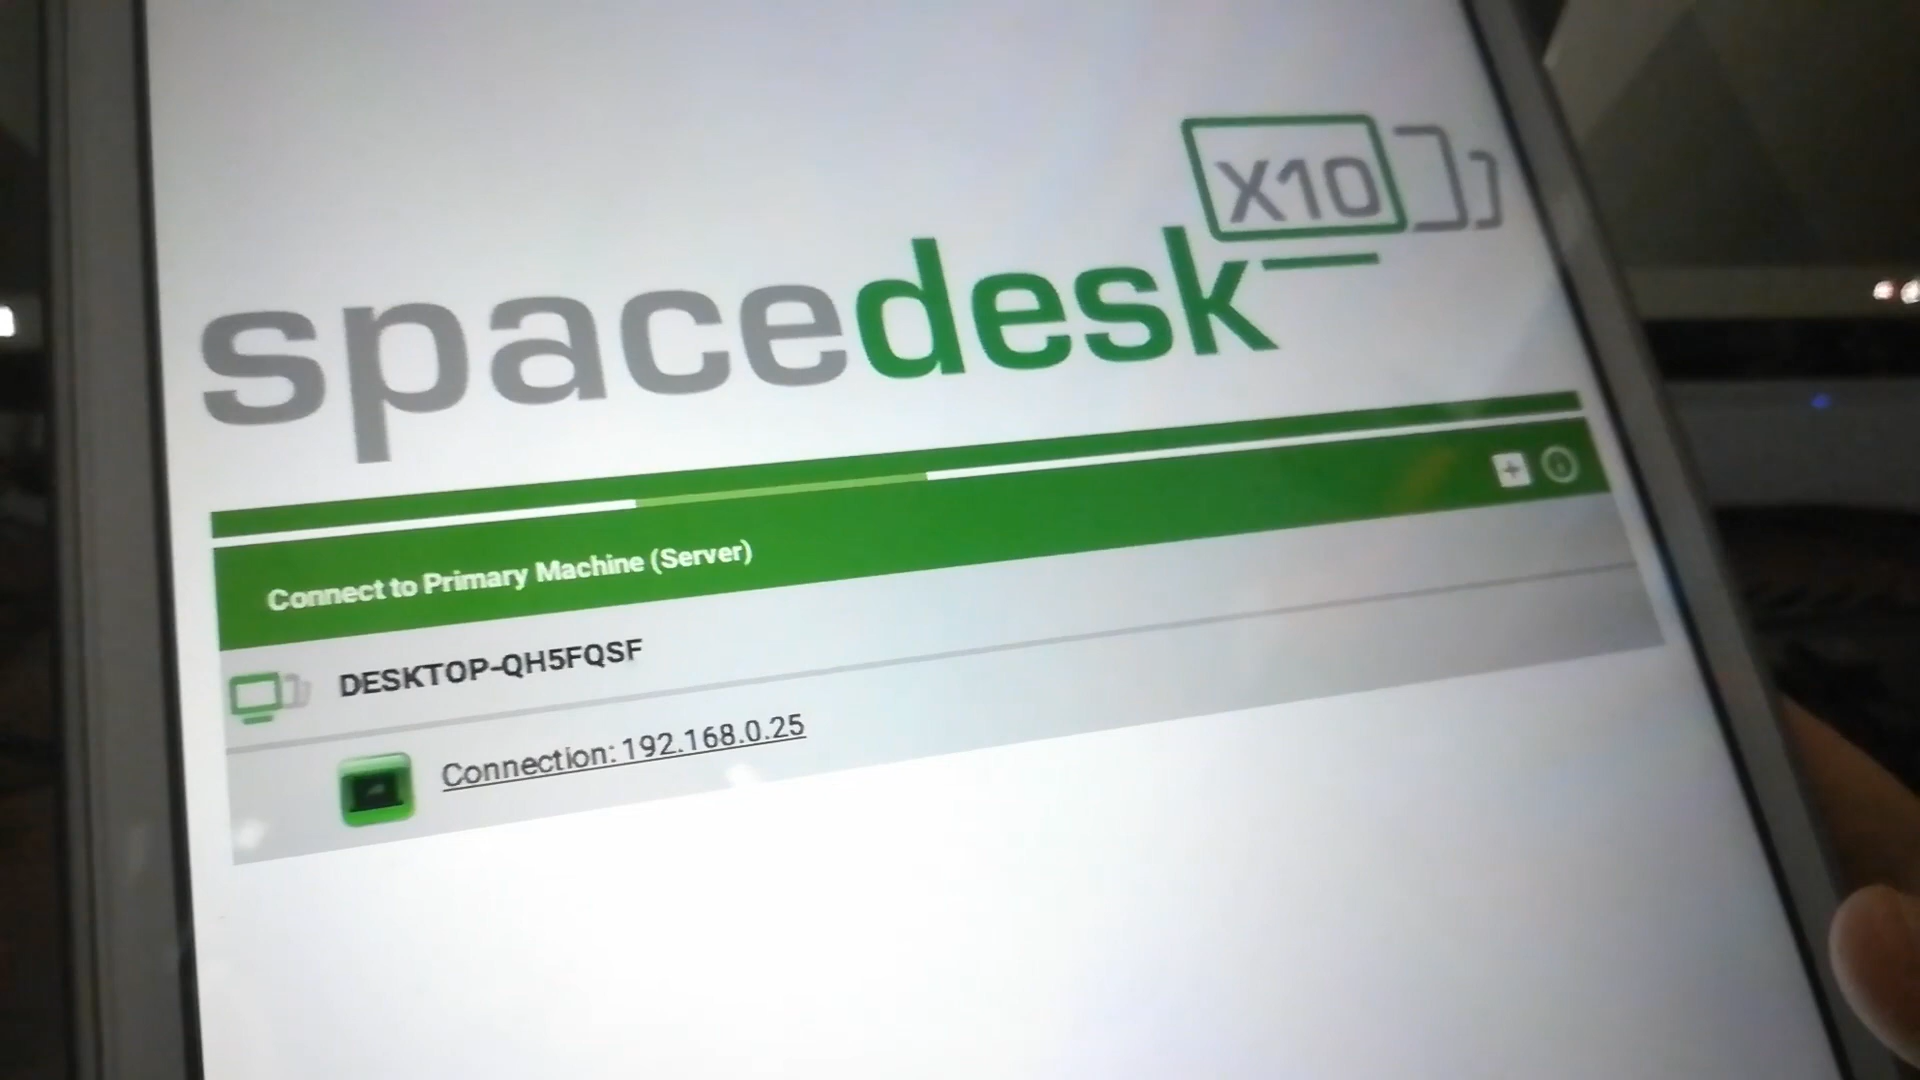 X10
spacedesk
Connect to Primary Machine (Server)
DESKTOP-QH5FQSF
Connection: 192.168.0.25